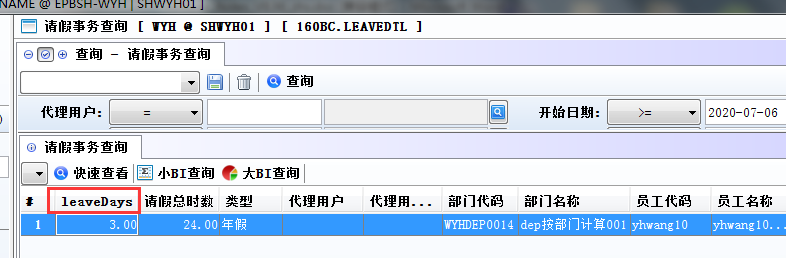 NAME @ EPBSH-WYH | SHWYH01 ]
请假事务查询 [ WYH @ SHWYH01 ] [ 160BC.LEAVEDTL ]
查询 - 请假事务查询
查询
代理用户: = 开始日期: >= 2020-07-06
请假事务查询
快速查看 小BI查询 大BI查询
# leaveDays 请假总时数 类型 代理用户 代理用... 部门代码 部门名称 员工代码 员工名称
1 3.00 24.00 年假 WYHDEP0014 dep按部门计算001 yhwang10 yhwang10...